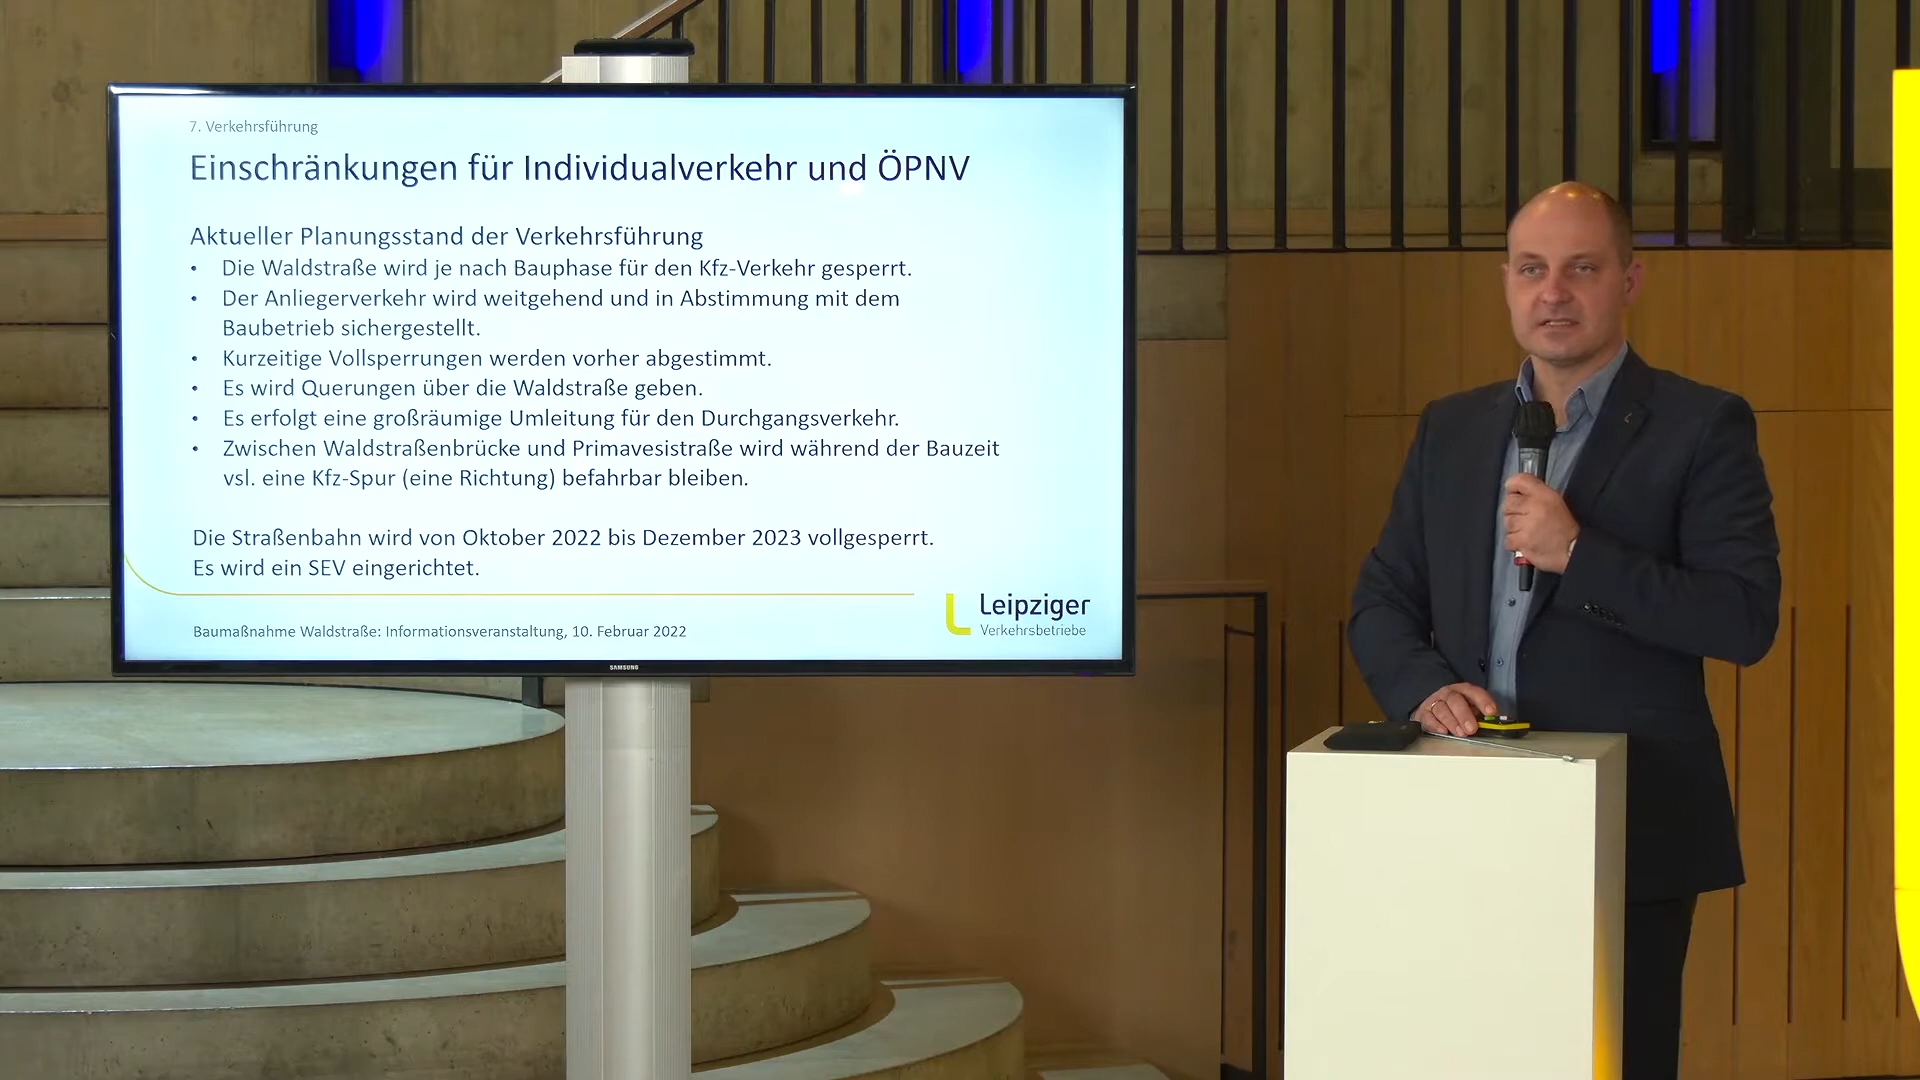 7. Verkehrsführung
Einschränkungen für Individualverkehr und ÖPNV
Aktueller Planungsstand der Verkehrsführung
• Die Waldstraße wird je nach Bauphase für den Kfz-Verkehr gesperrt.
• Der Anliegerverkehr wird weitgehend und in Abstimmung mit dem
Baubetrieb sichergestellt.
• Kurzeitige Vollsperrungen werden vorher abgestimmt.
• Es wird Querungen über die Waldstraße geben.
• Es erfolgt eine großräumige Umleitung für den Durchgangsverkehr.
• Zwischen Waldstraßenbrücke und Primavesistraße wird während der Bauzeit
vsl. eine Kfz-Spur (eine Richtung) befahrbar bleiben.
Die Straßenbahn wird von Oktober 2022 bis Dezember 2023 vollgesperrt.
Es wird ein SEV eingerichtet.
Leipziger
Verkehrsbetriebe
Baumaßnahme Waldstraße: Informationsveranstaltung, 10. Februar 2022
SAMSUNG